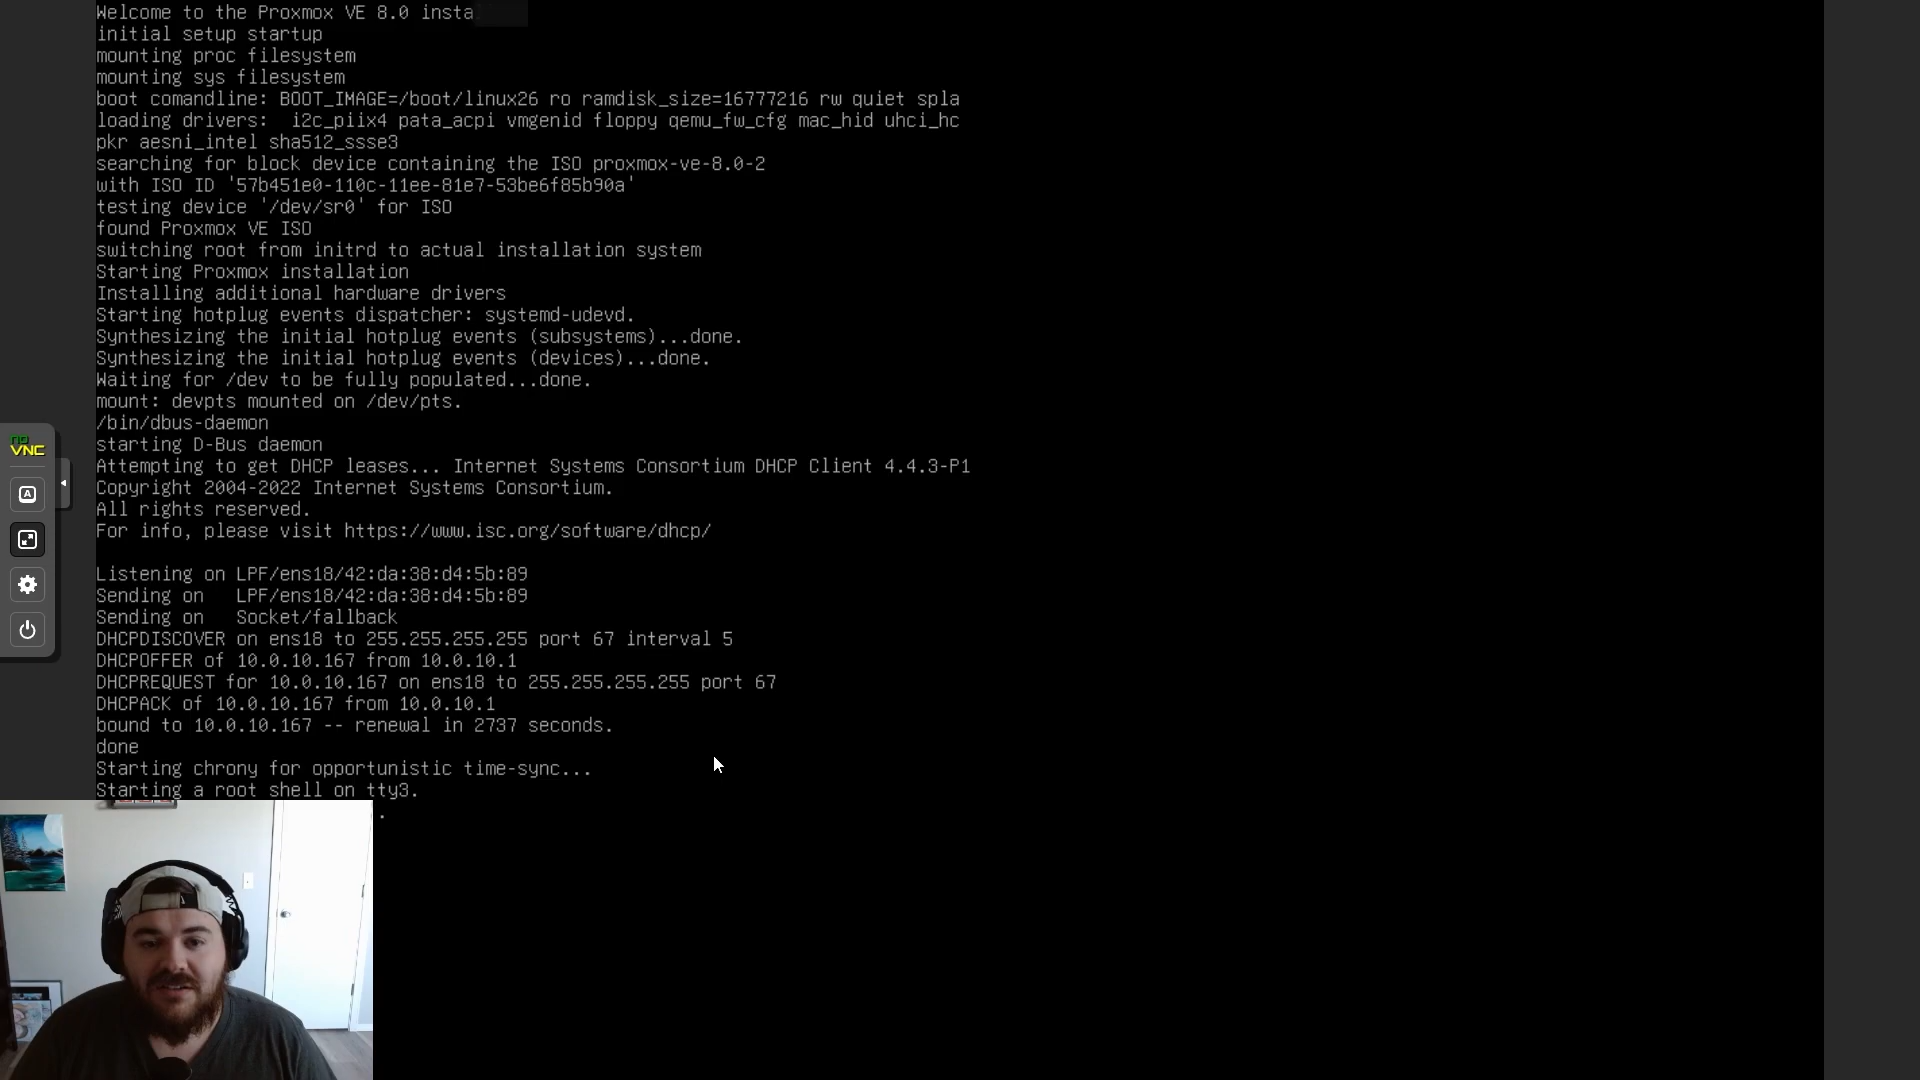 Welcome to the Proxmox VE 8.0 insta
initial setup startup
mounting proc filesystem
mounting sys filesystem
boot comandline: BOOT_IMAGE=/boot/linux26 ro ramdisk_size=16777216 rw quiet spla
loading drivers:  i2c_piix4 pata_acpi vmgenid floppy qemu_fw_cfg mac_hid uhci_hc
pkr aesni_intel sha512_ssse3
searching for block device containing the ISO proxmox-ve-8.0-2
with ISO ID '57b451e0-110c-11ee-81e7-53be6f85b90a'
testing device '/dev/sr0' for ISO
found Proxmox VE ISO
switching root from initrd to actual installation system
Starting Proxmox installation
Installing additional hardware drivers
Starting hotplug events dispatcher: systemd-udevd.
Synthesizing the initial hotplug events (subsystems)...done.
Synthesizing the initial hotplug events (devices)...done.
Waiting for /dev to be fully populated...done.
mount: devpts mounted on /dev/pts.
/bin/dbus-daemon
starting D-Bus daemon
Attempting to get DHCP leases... Internet Systems Consortium DHCP Client 4.4.3-P1
Copyright 2004-2022 Internet Systems Consortium.
All rights reserved.
For info, please visit https://www.isc.org/software/dhcp/
Listening on LPF/ens18/42:da:38:d4:5b:89
Sending on   LPF/ens18/42:da:38:d4:5b:89
Sending on   Socket/fallback
DHCPDISCOVER on ens18 to 255.255.255.255 port 67 interval 5
DHCPOFFER of 10.0.10.167 from 10.0.10.1
DHCPREQUEST for 10.0.10.167 on ens18 to 255.255.255.255 port 67
DHCPACK of 10.0.10.167 from 10.0.10.1
bound to 10.0.10.167 -- renewal in 2737 seconds.
done
Starting chrony for opportunistic time-sync...
Starting a root shell on tty3.
.
no
VNC
A